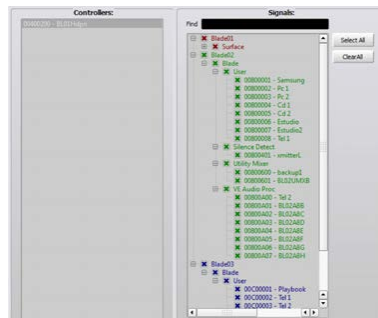 Controllers:
Signals:
Find
Select All
Clear All
Blade01
Surface
Blade02
Blade
User
00800001 - Samsung
00800002 - Pc 1
00800003 - Pc 2
00800004 - Cd 1
00800005 - Cd 2
00800006 - Estudio
00800007 - Estudio2
00800008 - Tel 1
Silence Detect
00800401 - xmitterL
Utility Mixer
00800600 - backup1
00800601 - BL02UMXB
VL Audio Proc
00800A00 - Tel 2
00800A01 - BL02ABB
00800A02 - BL02ABC
00800A03 - BL02ABD
00800A04 - BL02ABE
00800A05 - BL02ABF
00800A06 - BL02ABG
00800A07 - BL02ABH
Blade03
Blade
User
00C00001 - Playbook
00C00002 - Tel 1
00C00003 - Tel 2